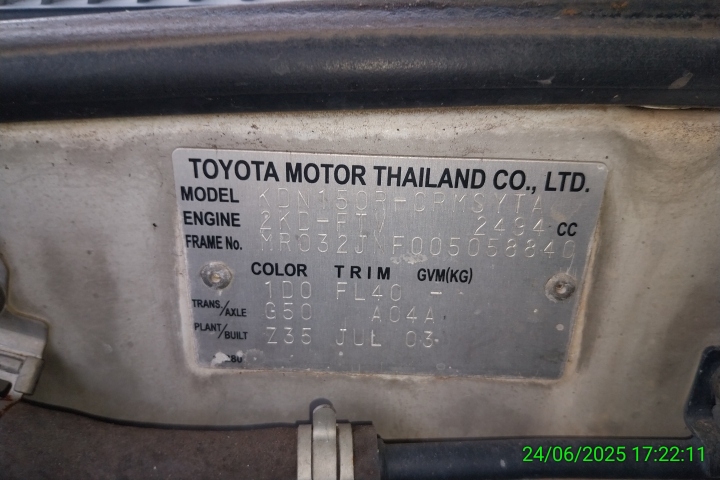 TOYOTA MOTOR THAILAND CO., LTD.
MODEL KDN150R-CRMSYTA
ENGINE 2KD-FTV 2494 CC
FRAME No. MR032JNF005058840
COLOR TRIM GVM(KG)
1D0 FL40 -
TRANS./AXLE G50 A04A
PLANT/BUILT Z35 JUL 03
24/06/2025 17:22:11